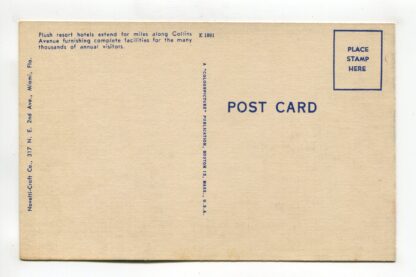 Plush resort hotels extend for miles along Collins
Avenue furnishing complete facilities for the many
thousands of annual visitors.
K 1801
PLACE
STAMP
HERE
POST CARD
A "COLOURPICTURE" PUBLICATION, BOSTON 15, MASS., U.S.A.
Novelti-Craft Co., 317 N. E. 2nd Ave., Miami, Fla.